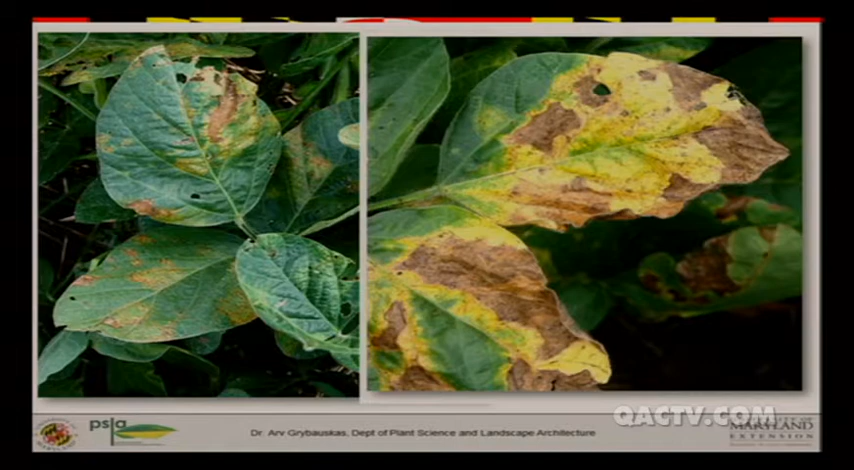 psla
Dr Arv Grybauskas, Dept of Plant Science and Landscape Architecture
QACTV.COM
MARYLAND
EXTENSION